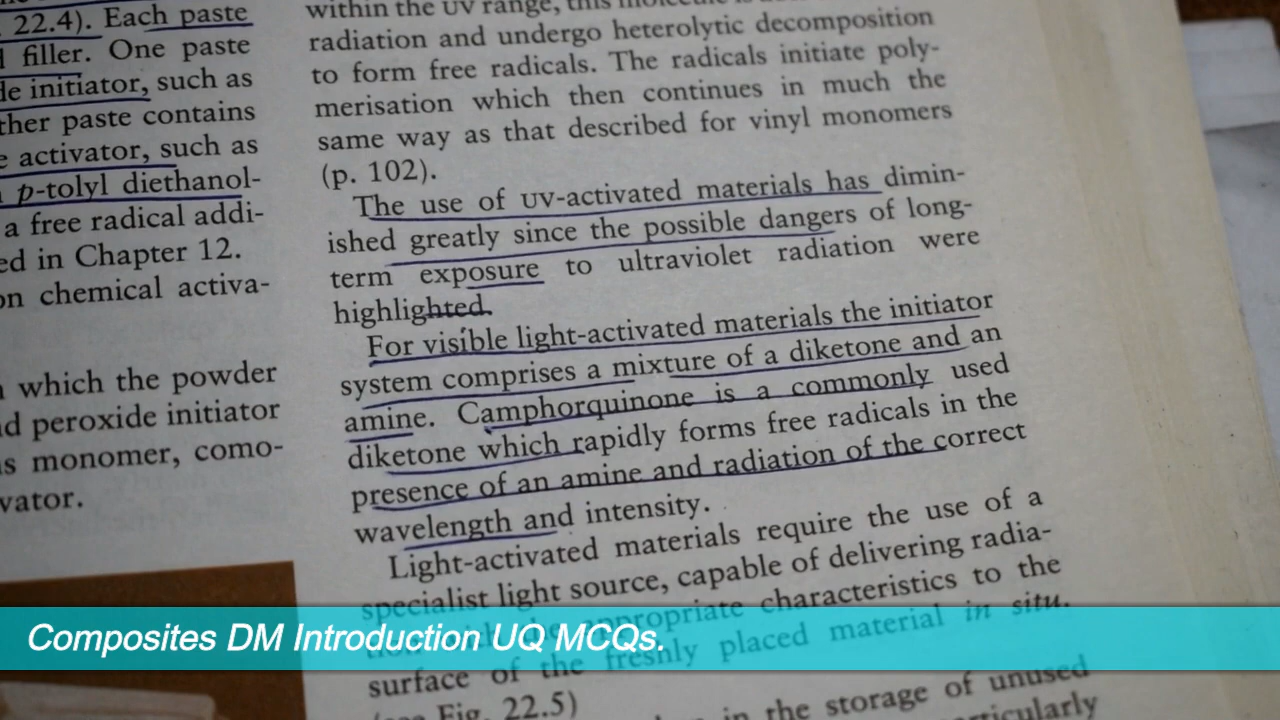 22.4). Each paste
filler. One paste
initiator, such as
ther paste contains
activator, such as
p-tolyl diethanol-
a free radical addi-
ed in Chapter 12.
on chemical activa-
which the powder
nd peroxide initiator
s monomer, como-
vator.
within the UV range, this
radiation and undergo heterolytic decomposition
to form free radicals. The radicals initiate poly-
merisation which then continues in much the
same way as that described for vinyl monomers
(p. 102).
The use of UV-activated materials has dimin-
ished greatly since the possible dangers of long-
term exposure to ultraviolet radiation were
highlighted.
For visible light-activated materials the initiator
system comprises a mixture of a diketone and an
amine. Camphorquinone is a commonly used
diketone which rapidly forms free radicals in the
presence of an amine and radiation of the correct
wavelength and intensity.
Light-activated materials require the use of a
specialist light source, capable of delivering radia-
appropriate characteristics to the
surface of the freshly placed material in situ.
Fig. 22.5)
in the storage of unused
Composites DM Introduction UQ MCQs.